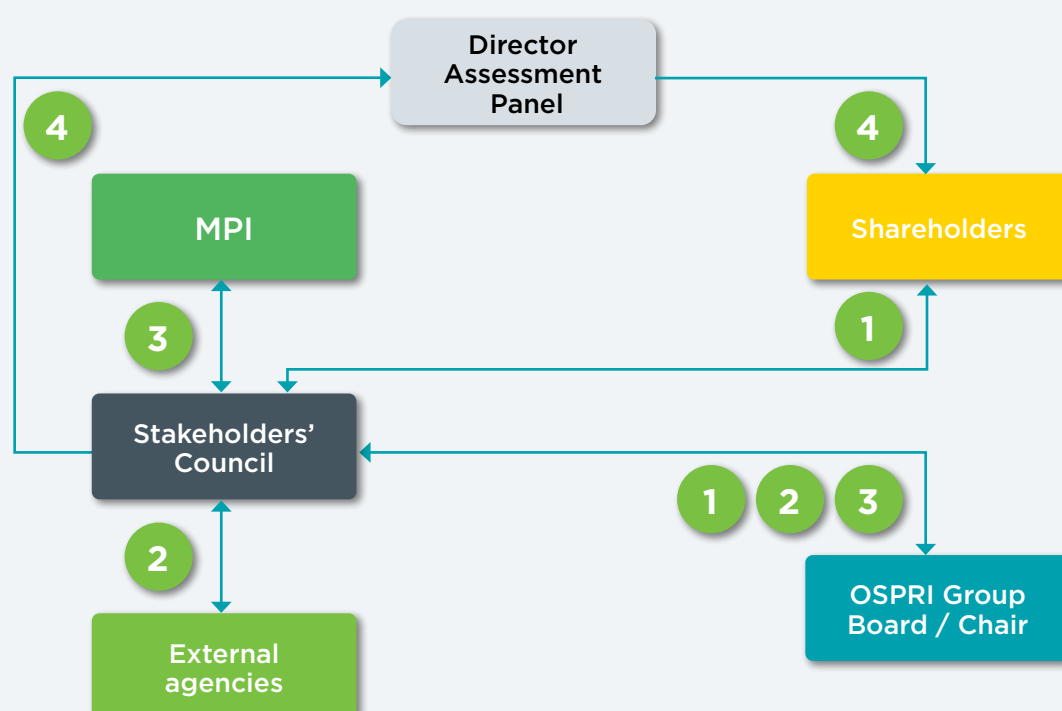 Director
Assessment
Panel
4
4
MPI
Shareholders
3
1
Stakeholders’
Council
1 2 3
2
OSPRI Group
Board / Chair
External
agencies